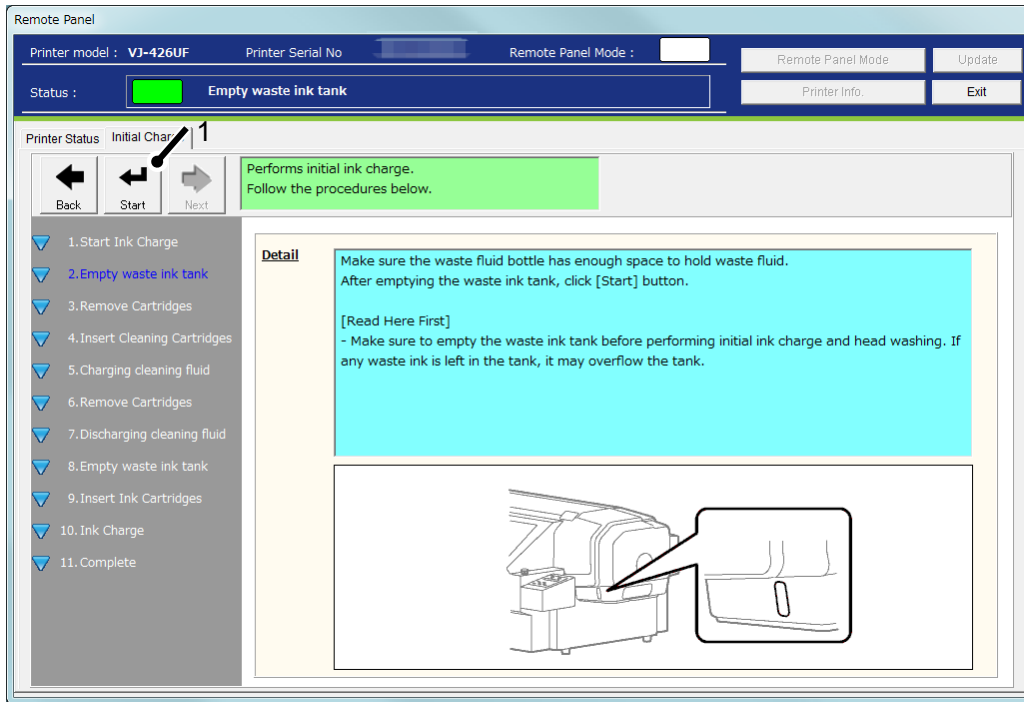 Remote Panel
Printer model : VJ-426UF Printer Serial No Remote Panel Mode :
Remote Panel Mode Update
Status : Empty waste ink tank
Printer Info. Exit
Printer Status Initial 1
Back Start Next
Performs initial ink charge.
Follow the procedures below.
1.Start Ink Charge
2.Empty waste ink tank
3.Remove Cartridges
4.Insert Cleaning Cartridges
5.Charging cleaning fluid
6.Remove Cartridges
7.Discharging cleaning fluid
8.Empty waste ink tank
9.Insert Ink Cartridges
10.Ink Charge
11.Complete
Detail
Make sure the waste fluid bottle has enough space to hold waste fluid.
After emptying the waste ink tank, click [Start] button.
[Read Here First]
- Make sure to empty the waste ink tank before performing initial ink charge and head washing. If
any waste ink is left in the tank, it may overflow the tank.